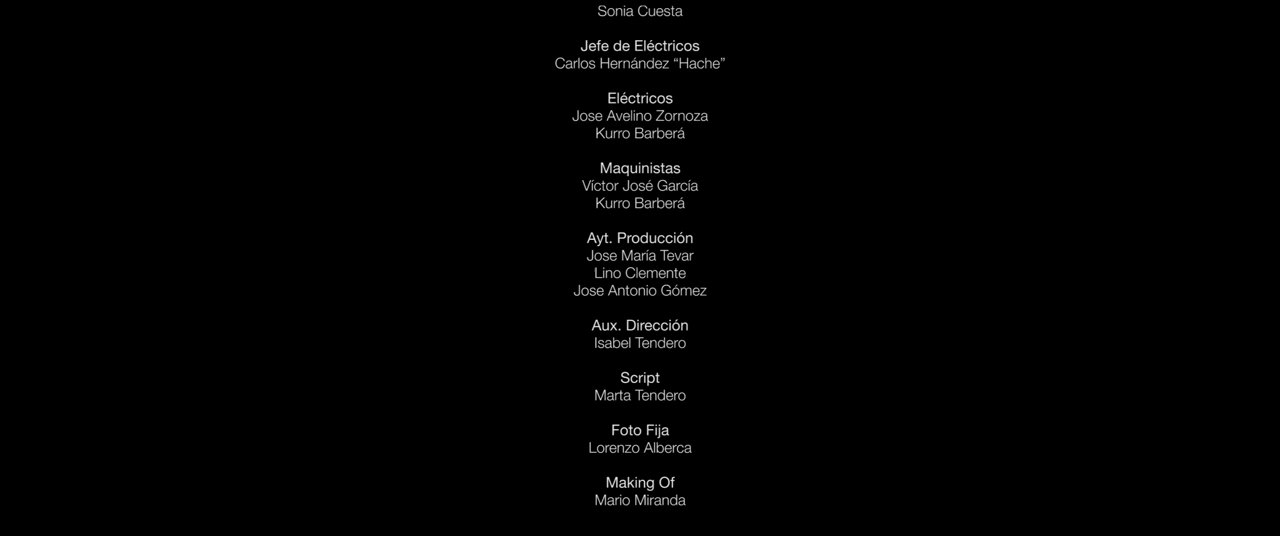 Sonia Cuesta
Jefe de Eléctricos
Carlos Hernández “Hache”
Eléctricos
Jose Avelino Zornoza
Kurro Barberá
Maquinistas
Víctor José García
Kurro Barberá
Ayt. Producción
Jose María Tevar
Lino Clemente
Jose Antonio Gómez
Aux. Dirección
Isabel Tendero
Script
Marta Tendero
Foto Fija
Lorenzo Alberca
Making Of
Mario Miranda